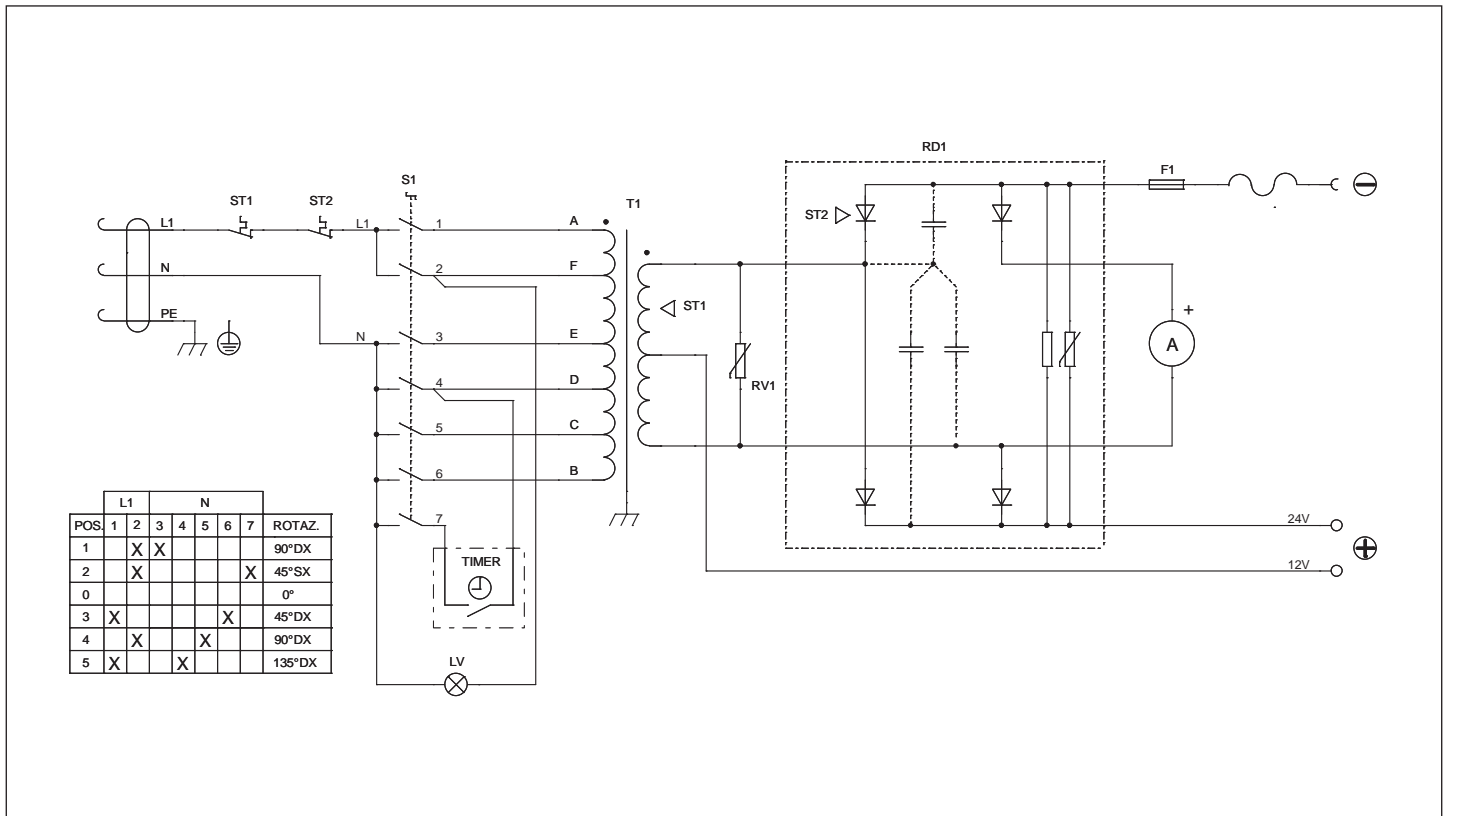 RD1
F1
S1
ST1
ST2
T1
ST2
L1
L1
1
A
N
2
F
ST1
PE
+
N
3
E
A
4
D
RV1
5
C
6
B
L1
N
7
24V
POS.
1
2
3
4
5
6
7
ROTAZ.
1
X
X
90°DX
TIMER
12V
2
X
X
45°SX
0
0°
3
X
X
45°DX
4
X
X
90°DX
5
X
X
135°DX
LV